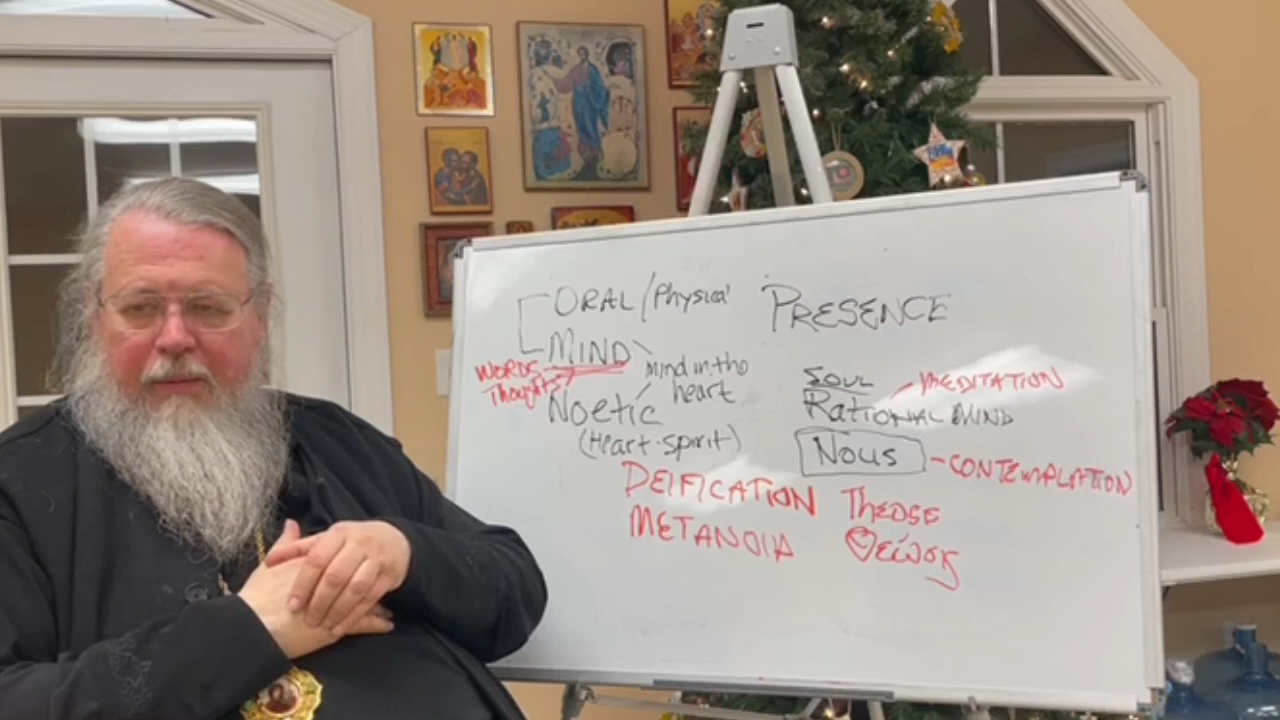 ORAL / Physical
MIND
mind in the
heart
WORDS
Thoughts
Noetic
(Heart-spirit)
PRESENCE
SOUL
MEDITATION
RATIONAL MIND
Nous - CONTEMPLATION
DEIFICATION
METANOIA
THEOSE
Θείωσις